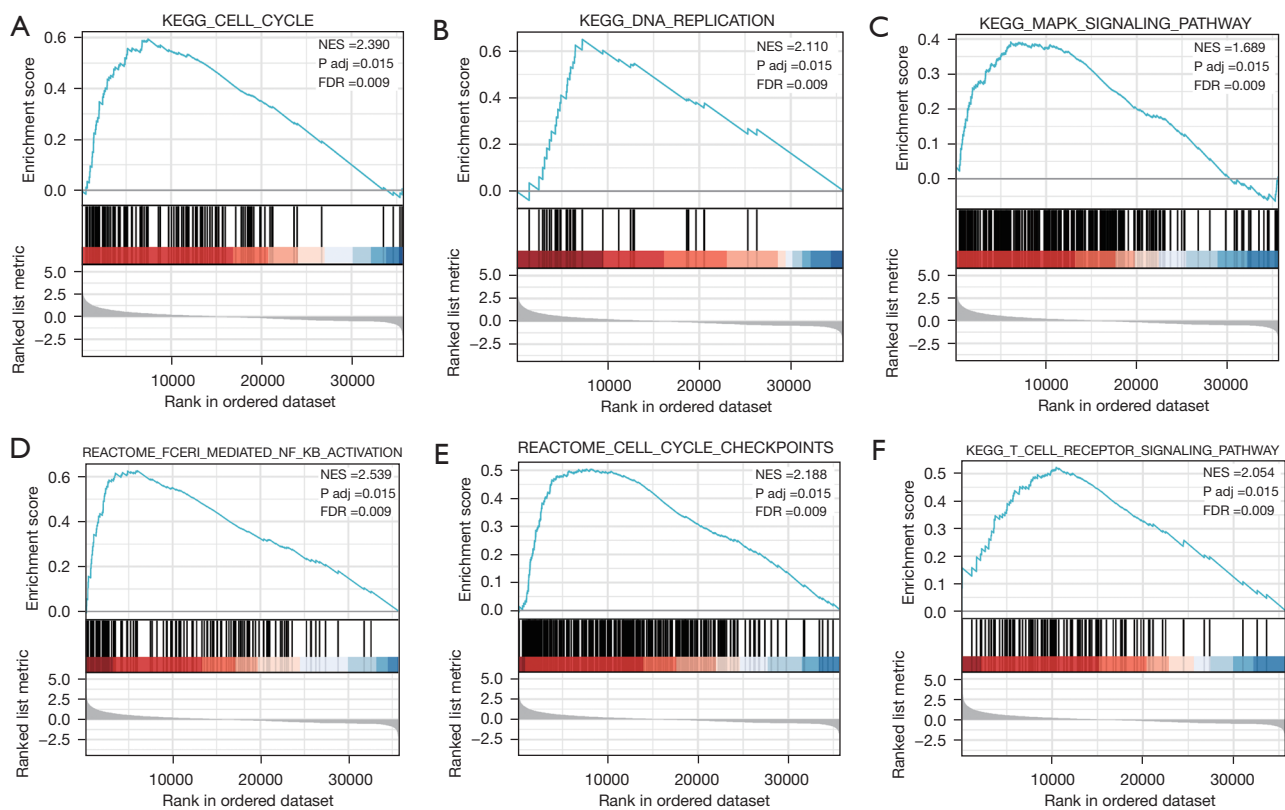 A
KEGG_CELL_CYCLE
NES =2.390
P adj =0.015
FDR =0.009
Enrichment score
0.6
0.4
0.2
0.0
Ranked list metric
5.0
2.5
0.0
−2.5
10000 20000 30000
Rank in ordered dataset
B
KEGG_DNA_REPLICATION
NES =2.110
P adj =0.015
FDR =0.009
Enrichment score
0.6
0.4
0.2
0.0
Ranked list metric
5.0
2.5
0.0
−2.5
10000 20000 30000
Rank in ordered dataset
C
KEGG_MAPK_SIGNALING_PATHWAY
NES =1.689
P adj =0.015
FDR =0.009
Enrichment score
0.4
0.3
0.2
0.1
0.0
Ranked list metric
5.0
2.5
0.0
−2.5
10000 20000 30000
Rank in ordered dataset
D
REACTOME_FCERI_MEDIATED_NF_KB_ACTIVATION
NES =2.539
P adj =0.015
FDR =0.009
Enrichment score
0.6
0.4
0.2
0.0
Ranked list metric
5.0
2.5
0.0
−2.5
10000 20000 30000
Rank in ordered dataset
E
REACTOME_CELL_CYCLE_CHECKPOINTS
NES =2.188
P adj =0.015
FDR =0.009
Enrichment score
0.5
0.4
0.3
0.2
0.1
0.0
Ranked list metric
5.0
2.5
0.0
−2.5
10000 20000 30000
Rank in ordered dataset
F
KEGG_T_CELL_RECEPTOR_SIGNALING_PATHWAY
NES =2.054
P adj =0.015
FDR =0.009
Enrichment score
0.5
0.4
0.3
0.2
0.1
0.0
Ranked list metric
5.0
2.5
0.0
−2.5
10000 20000 30000
Rank in ordered dataset